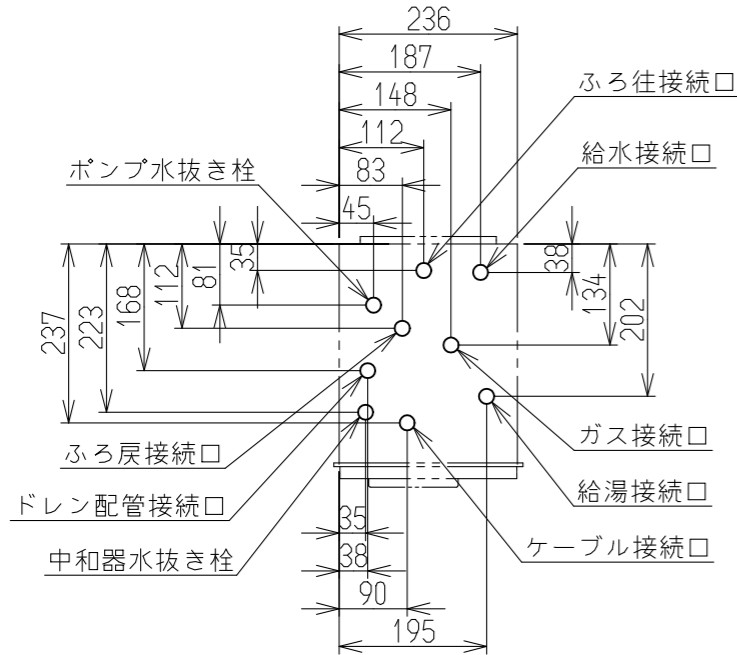 236
187
ふろ往接続口
148
112
給水接続口
83
ポンプ水抜き栓
45
35
38
81
112
134
168
202
223
237
ガス接続口
ふろ戻接続口
給湯接続口
ドレン配管接続口
35
ケーブル接続口
中和器水抜き栓
38
90
195